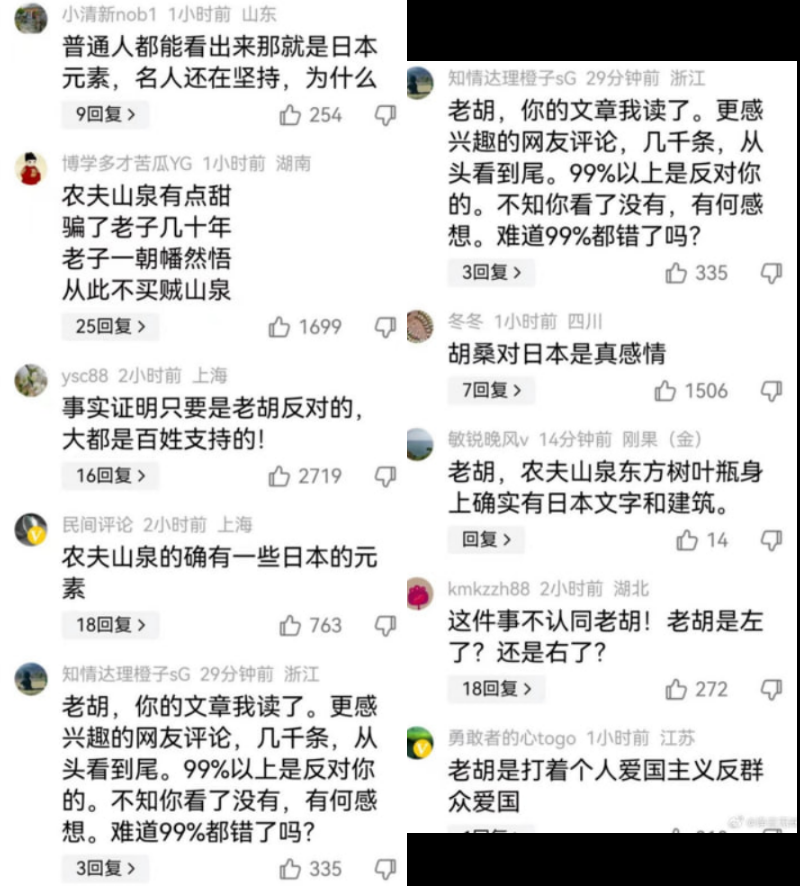 小清新nob1 1小时前 山东
普通人都能看出来那就是日本
元素，名人还在坚持，为什么
9回复 >
254
博学多才苦瓜YG 1小时前 湖南
农夫山泉有点甜
骗了老子几十年
老子一朝幡然悟
从此不买贼山泉
25回复 >
1699
ysc88 2小时前 上海
事实证明只要是老胡反对的，
大都是百姓支持的！
16回复 >
2719
民间评论 2小时前 上海
农夫山泉的确有一些日本的元
素
18回复 >
763
知情达理橙子sG 29分钟前 浙江
老胡，你的文章我读了。更感
兴趣的网友评论，几千条，从
头看到尾。99%以上是反对你
的。不知你看了没有，有何感
想。难道99%都错了吗？
3回复 >
335
知情达理橙子sG 29分钟前 浙江
老胡，你的文章我读了。更感
兴趣的网友评论，几千条，从
头看到尾。99%以上是反对你
的。不知你看了没有，有何感
想。难道99%都错了吗？
3回复 >
335
冬冬 1小时前 四川
胡桑对日本是真感情
7回复 >
1506
敏锐晚风v 14分钟前 刚果（金）
老胡，农夫山泉东方树叶瓶身
上确实有日本文字和建筑。
回复 >
14
kmkzzh88 2小时前 湖北
这件事不认同老胡！老胡是左
了？还是右了？
18回复 >
272
勇敢者的心togo 1小时前 江苏
老胡是打着个人爱国主义反群
众爱国